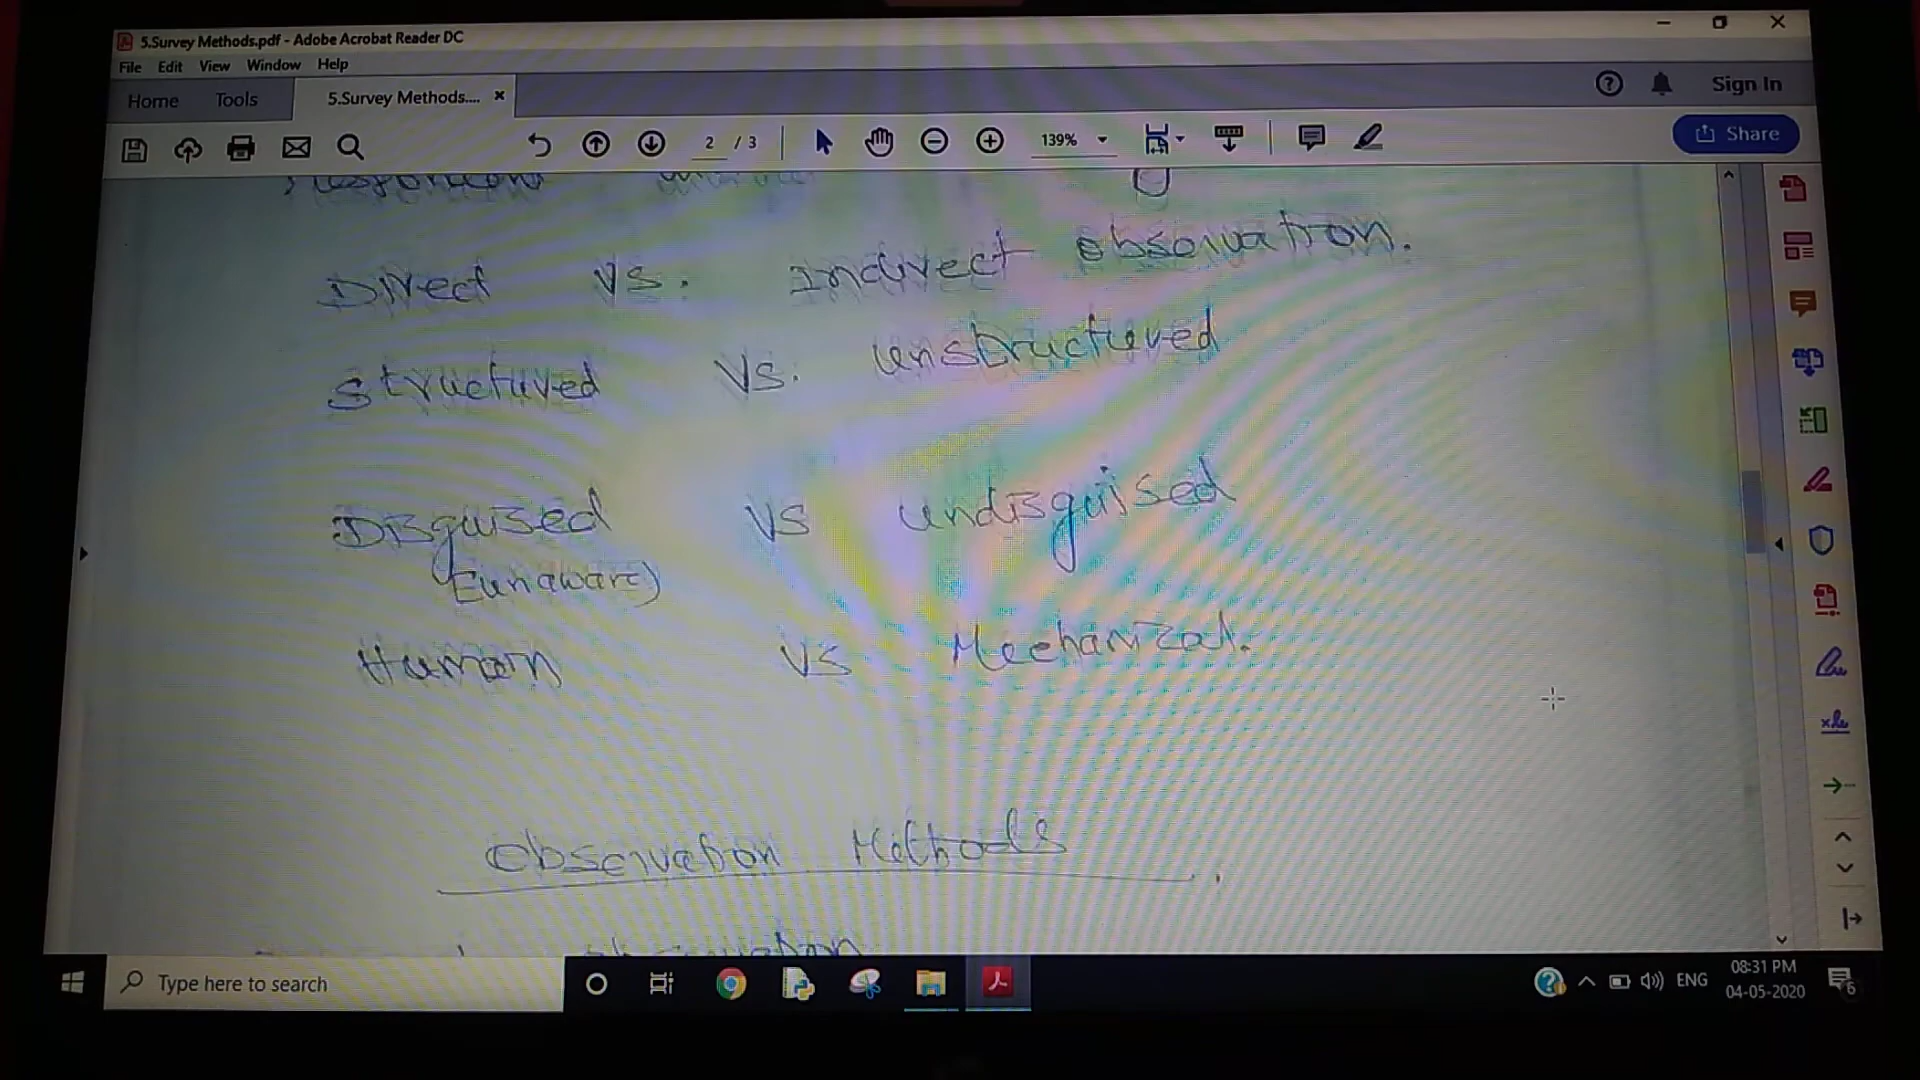 5.Survey Methods.pdf - Adobe Acrobat Reader DC
File Edit View Window Help
Home Tools 5.Survey Methods.... × Sign In
2 / 3 139% Share
Direct VS. Indirect observation.
Structured VS. unstructured
Disguised VS undisguised
(unaware)
Human VS Mechanized.
Observation Methods.
observation
Type here to search
ENG 08:31 PM
04-05-2020
6